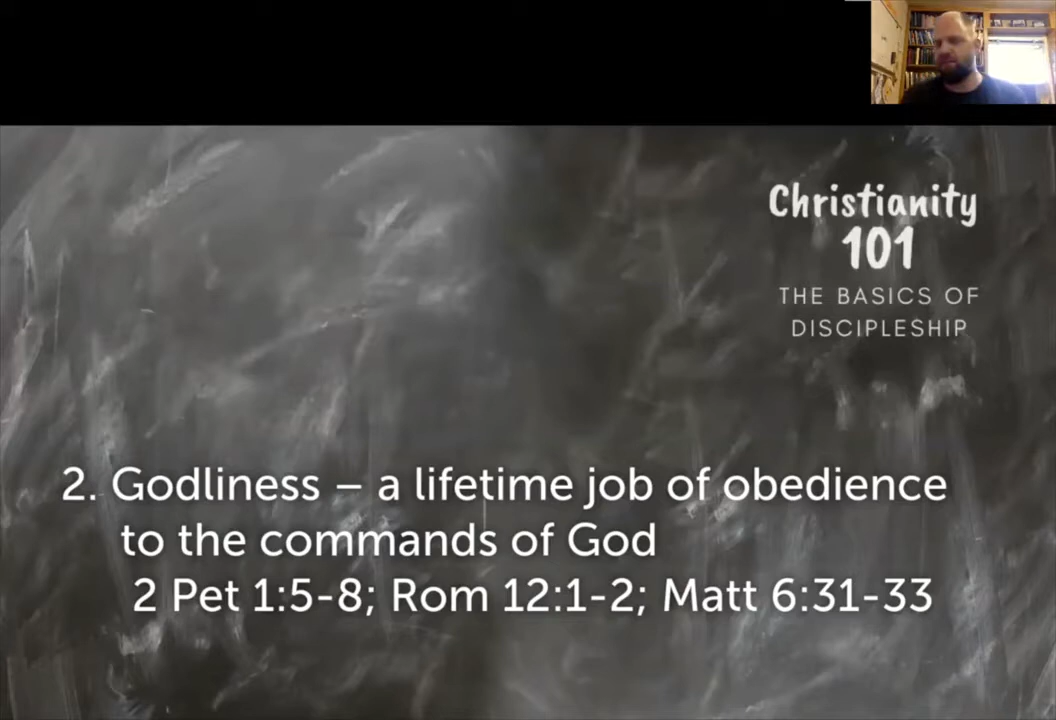 Christianity
101
THE BASICS OF
DISCIPLESHIP
2. Godliness – a lifetime job of obedience
to the commands of God
2 Pet 1:5-8; Rom 12:1-2; Matt 6:31-33